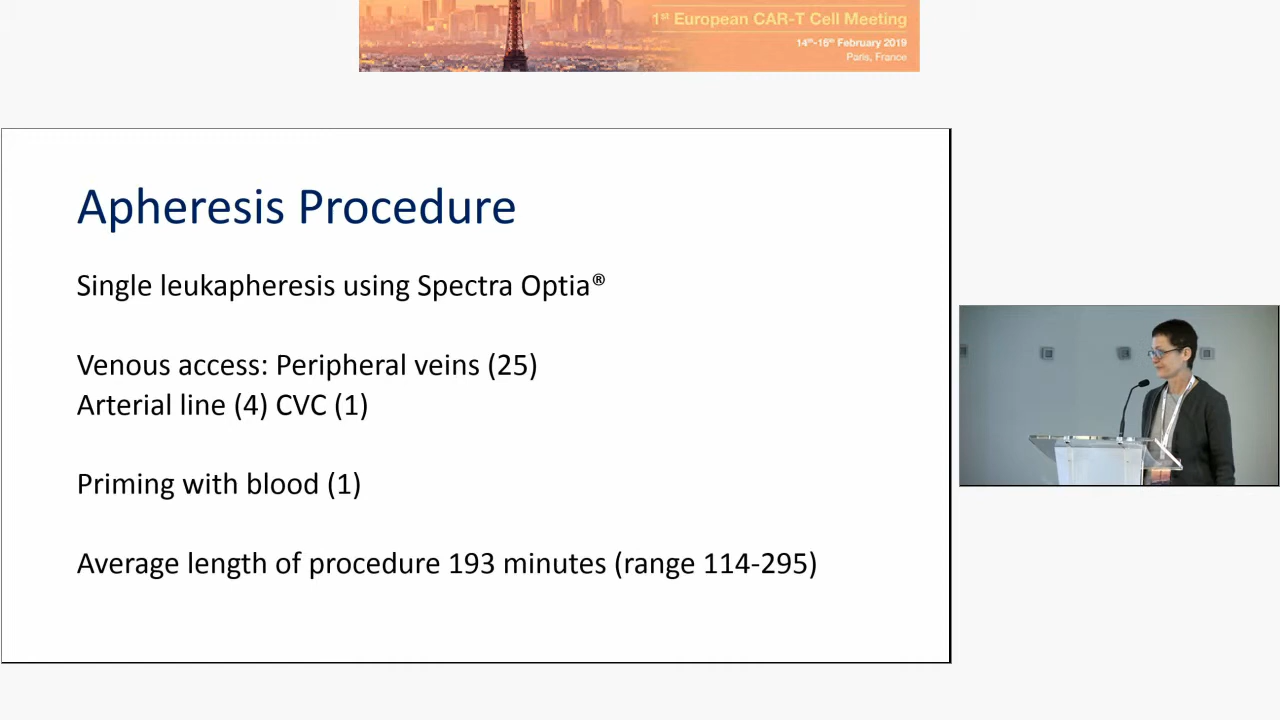 1st European CAR-T Cell Meeting
14th-16th February 2019
Paris, France
Apheresis Procedure
Single leukapheresis using Spectra Optia®
Venous access: Peripheral veins (25)
Arterial line (4) CVC (1)
Priming with blood (1)
Average length of procedure 193 minutes (range 114-295)